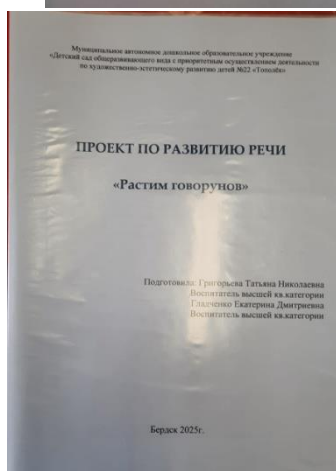 Муниципальное автономное дошкольное образовательное учреждение
«Детский сад общеразвивающего вида с приоритетным осуществлением деятельности
по художественно-эстетическому развитию детей №22 «Тополёк»
ПРОЕКТ ПО РАЗВИТИЮ РЕЧИ
«Растим говорунов»
Подготовила: Григорьева Татьяна Николаевна
Воспитатель высшей кв.категории
Гладченко Екатерина Дмитриевна
Воспитатель высшей кв.категории
Бердск 2025г.